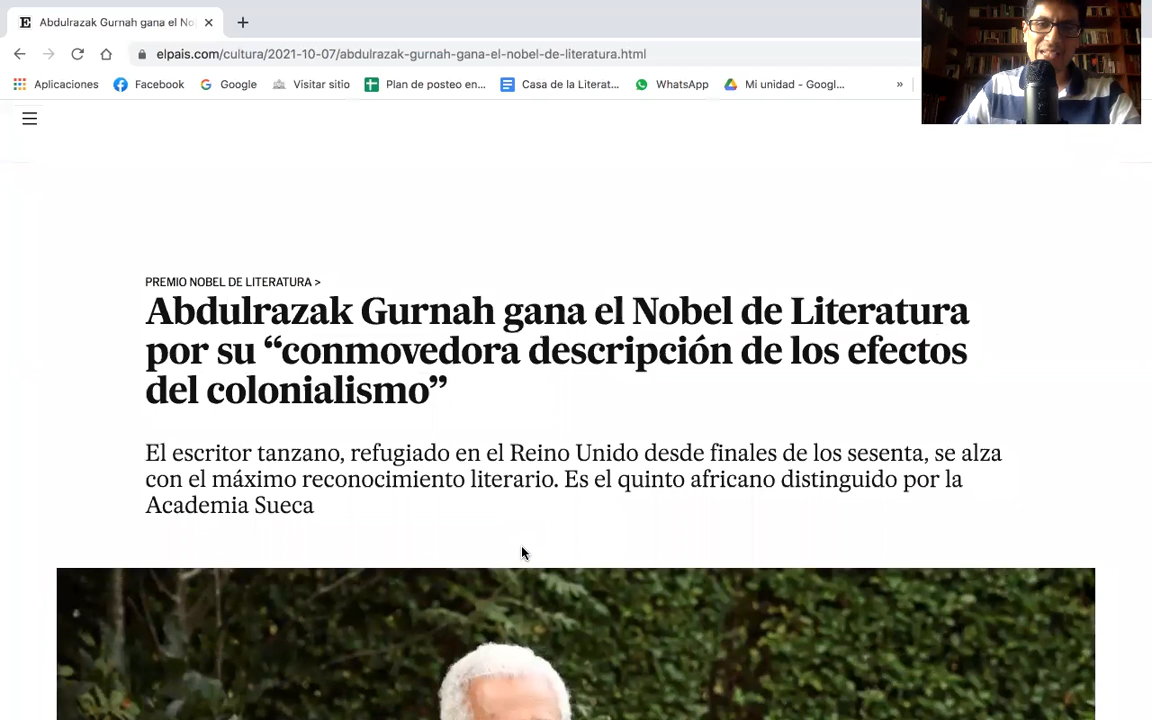 E Abdulrazak Gurnah gana el No
elpais.com/cultura/2021-10-07/abdulrazak-gurnah-gana-el-nobel-de-literatura.html
Aplicaciones Facebook Google Visitar sitio Plan de posteo en... Casa de la Literat... WhatsApp Mi unidad - Googl... »
PREMIO NOBEL DE LITERATURA >
Abdulrazak Gurnah gana el Nobel de Literatura
por su “conmovedora descripción de los efectos
del colonialismo”
El escritor tanzano, refugiado en el Reino Unido desde finales de los sesenta, se alza
con el máximo reconocimiento literario. Es el quinto africano distinguido por la
Academia Sueca